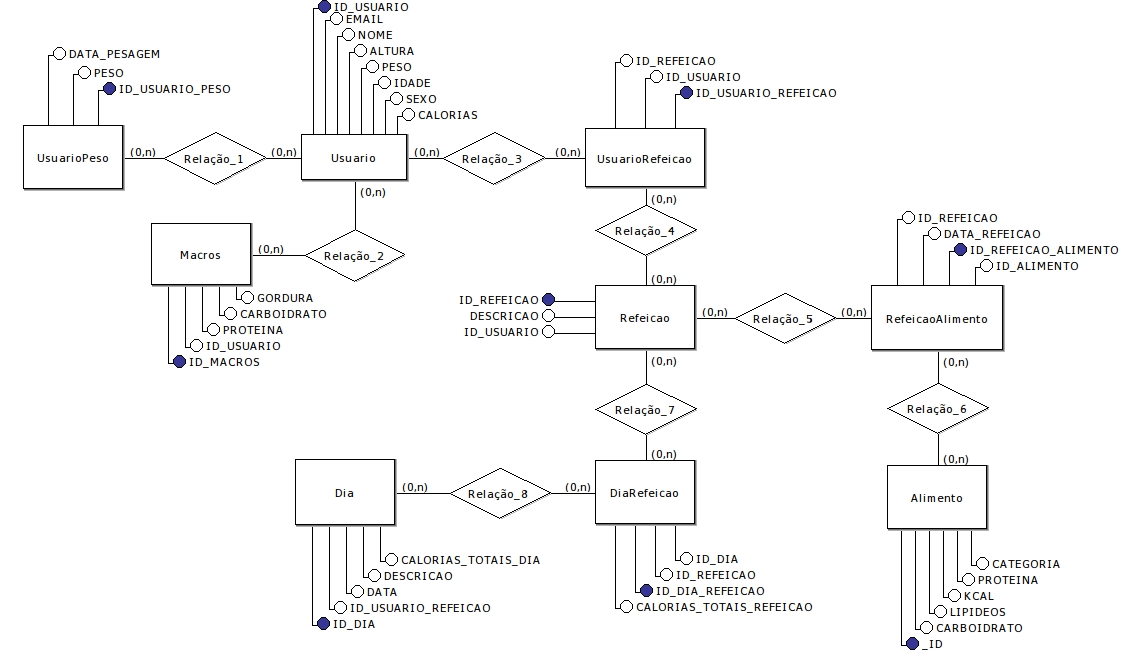 ID_USUARIO
EMAIL
NOME
ALTURA
PESO
IDADE
SEXO
CALORIAS
DATA_PESAGEM
PESO
ID_USUARIO_PESO
ID_REFEICAO
ID_USUARIO
ID_USUARIO_REFEICAO
UsuarioPeso
(0,n)
Relação_1
(0,n)
Usuario
(0,n)
Relação_3
(0,n)
UsuarioRefeicao
(0,n)
(0,n)
Relação_4
(0,n)
Macros
(0,n)
Relação_2
GORDURA
CARBOIDRATO
PROTEINA
ID_USUARIO
ID_MACROS
ID_REFEICAO
DATA_REFEICAO
ID_REFEICAO_ALIMENTO
ID_ALIMENTO
ID_REFEICAO
DESCRICAO
ID_USUARIO
Refeicao
(0,n)
Relação_5
(0,n)
RefeicaoAlimento
(0,n)
Relação_7
(0,n)
(0,n)
Relação_6
(0,n)
Dia
(0,n)
Relação_8
(0,n)
DiaRefeicao
Alimento
CALORIAS_TOTAIS_DIA
DESCRICAO
DATA
ID_USUARIO_REFEICAO
ID_DIA
ID_DIA
ID_REFEICAO
ID_DIA_REFEICAO
CALORIAS_TOTAIS_REFEICAO
CATEGORIA
PROTEINA
KCAL
LIPIDEOS
CARBOIDRATO
_ID